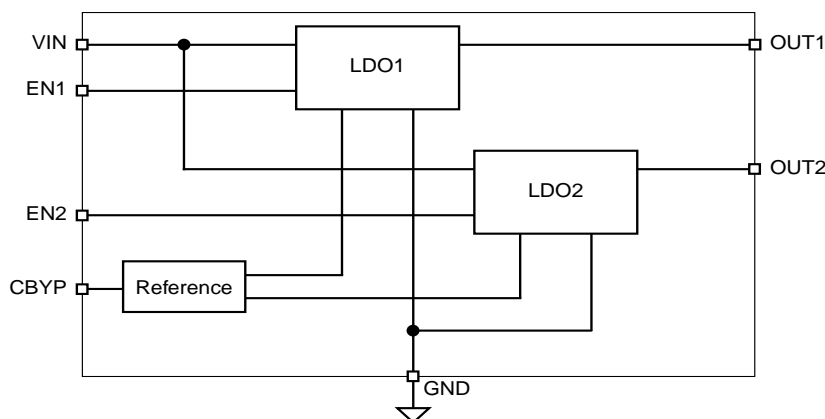 VIN
OUT1
LDO1
EN1
OUT2
LDO2
EN2
CBYP
Reference
GND